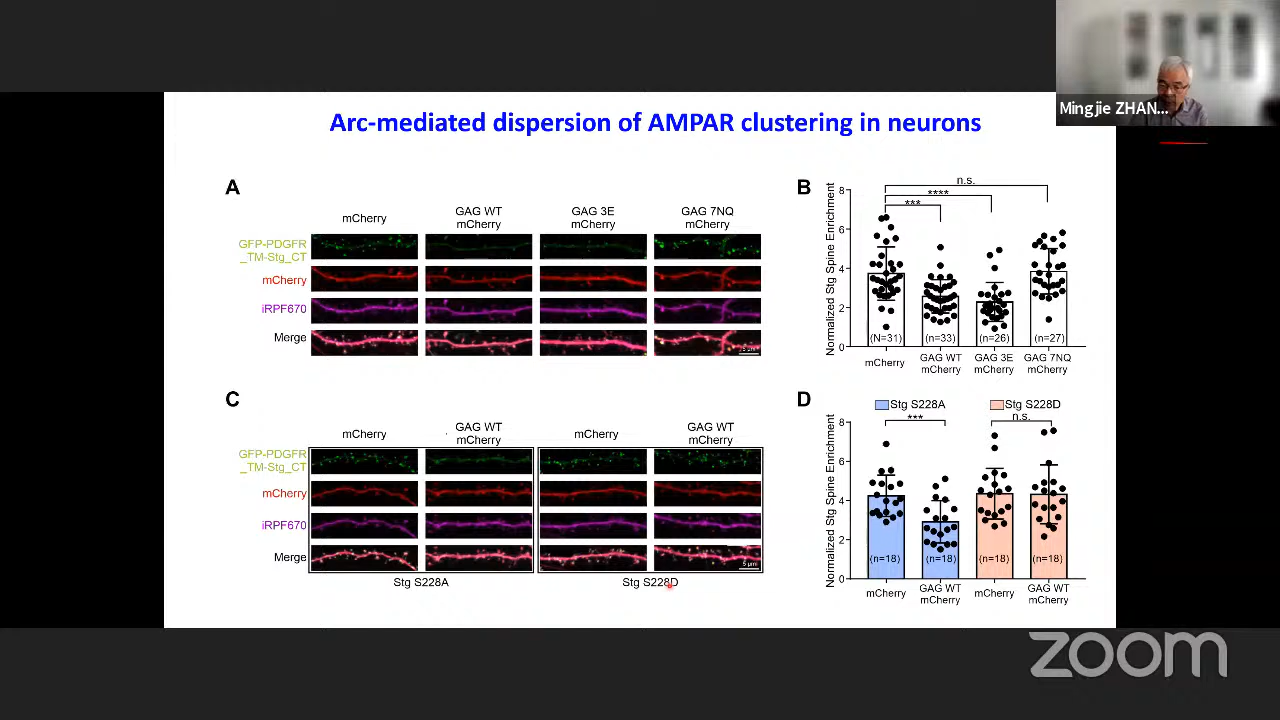 Mingjie ZHAN...
Arc-mediated dispersion of AMPAR clustering in neurons
A
mCherry
GAG WT
mCherry
GAG 3E
mCherry
GAG 7NQ
mCherry
GFP-PDGFR
_TM-Stg_CT
mCherry
iRPF670
Merge
5 μm
B
Normalized Stg Spine Enrichment
8
6
4
2
0
n.s.
****
***
(N=31)
(n=33)
(n=26)
(n=27)
mCherry
GAG WT
mCherry
GAG 3E
mCherry
GAG 7NQ
mCherry
C
mCherry
GAG WT
mCherry
mCherry
GAG WT
mCherry
GFP-PDGFR
_TM-Stg_CT
mCherry
iRPF670
Merge
5 μm
Stg S228A
Stg S228D
D
Stg S228A
Stg S228D
Normalized Stg Spine Enrichment
8
6
4
2
0
***
n.s.
(n=18)
(n=18)
(n=18)
(n=18)
mCherry
GAG WT
mCherry
mCherry
GAG WT
mCherry
zoom